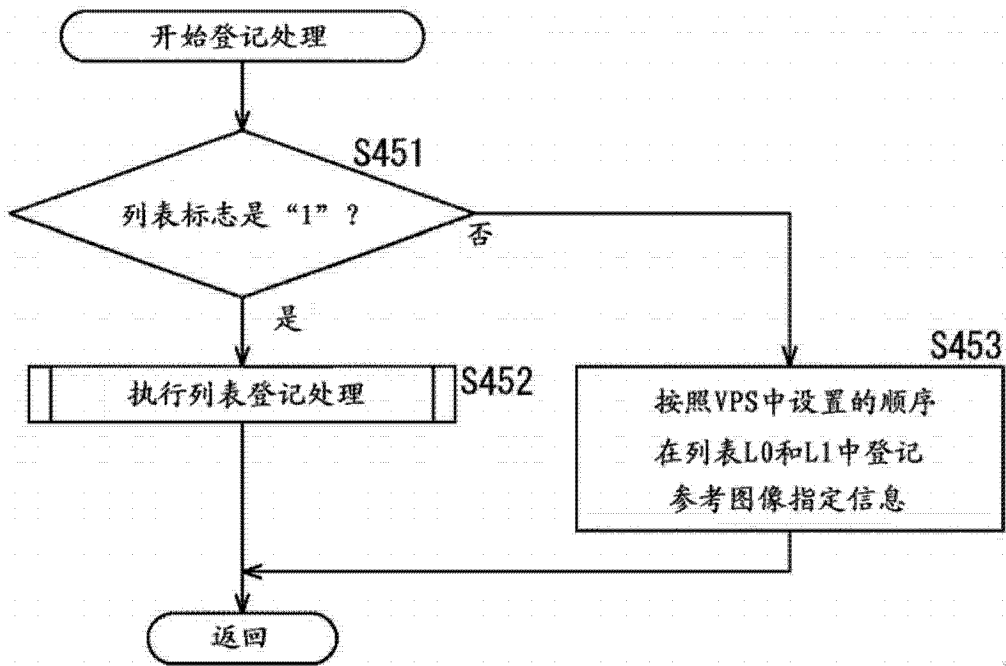 开始登记处理
S451
列表标志是“1”？
否
是
S453
执行列表登记处理
S452
按照VPS中设置的顺序
在列表L0和L1中登记
参考图像指定信息
返回